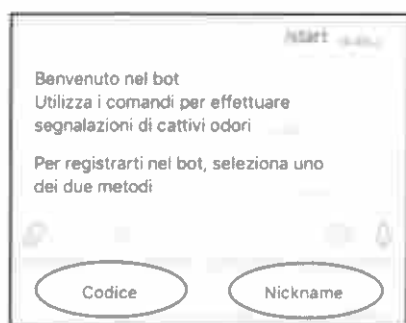 /start
Benvenuto nel bot
Utilizza i comandi per effettuare
segnalazioni di cattivi odori
Per registrarti nel bot, seleziona uno
dei due metodi
Codice
Nickname